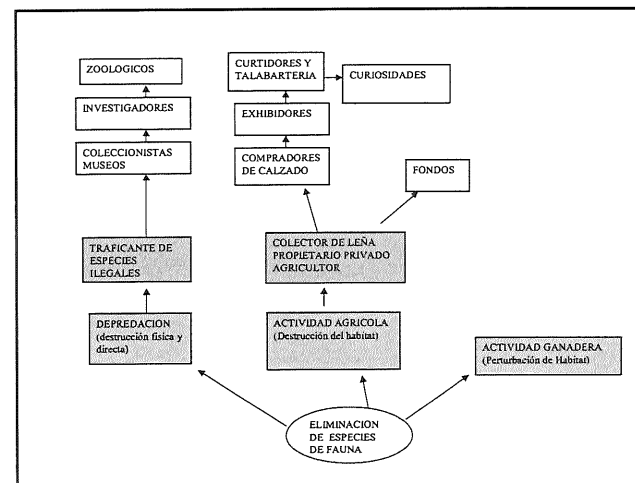 ZOOLOGICOS
INVESTIGADORES
COLECCIONISTAS
MUSEOS
TRAFICANTE DE
ESPECIES
ILEGALES
DEPREDACION
(destrucción física y
directa)
CURTIDORES Y
TALABARTERIA
CURIOSIDADES
EXHIBIDORES
COMPRADORES
DE CALZADO
FONDOS
COLECTOR DE LEÑA
PROPIETARIO PRIVADO
AGRICULTOR
ACTIVIDAD AGRICOLA
(Destrucción del habitat)
ACTIVIDAD GANADERA
(Perturbación de Habitat)
ELIMINACION
DE ESPECIES
DE FAUNA